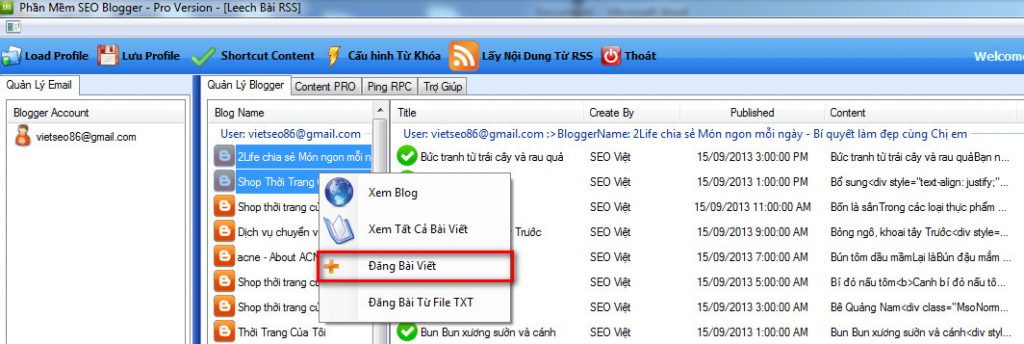 Phần Mềm SEO Blogger - Pro Version - [Leech Bài RSS]
Load Profile Lưu Profile Shortcut Content Cấu hình Từ Khóa Lấy Nội Dung Từ RSS Thoát Welcome
Quản Lý Email Quản Lý Blogger Content PRO Ping RPC Trợ Giúp
Blogger Account Blog Name Title Create By Published Content
vietseo86@gmail.com User: vietseo86@gmail.com User: vietseo86@gmail.com :>BloggerName: 2Life chia sẻ Món ngon mỗi ngày - Bí quyết làm đẹp cùng Chị em
2Life chia sẻ Món ngon mỗi n Bức tranh từ trái cây và rau quả SEO Việt 15/09/2013 3:00:00 PM Bức tranh từ trái cây và rau quảBạn n...
Shop Thời Trang SEO Việt 15/09/2013 1:00:00 PM Bổ sung<div style="text-align: justify;"
Shop thời trang củ SEO Việt 15/09/2013 11:00:00 AM Bốn là sânTrong các loại thực phẩm ...
Dịch vụ chuyển v Trước SEO Việt 15/09/2013 9:00:00 AM Bóng ngô, khoai tây Trước<div style=...
acne - About ACN SEO Việt 15/09/2013 7:00:00 AM Bún tôm dầu mắmLại làBún đậu mắm ...
Shop thời trang củ SEO Việt 15/09/2013 5:00:00 AM Bí đỏ nấu tôm<b>Canh bí đỏ nấu tôm...
Shop thời trang củ SEO Việt 15/09/2013 3:00:00 AM Bê Quảng Nam<div class="MsoNorm...
Thời Trang Của Tôi Bun Bun xương sườn và cánh SEO Việt 15/09/2013 1:00:00 AM Bun Bun xương sườn và cánh<div styl...
Xem Blog
Xem Tất Cả Bài Viết
Đăng Bài Viết
Đăng Bài Từ File TXT